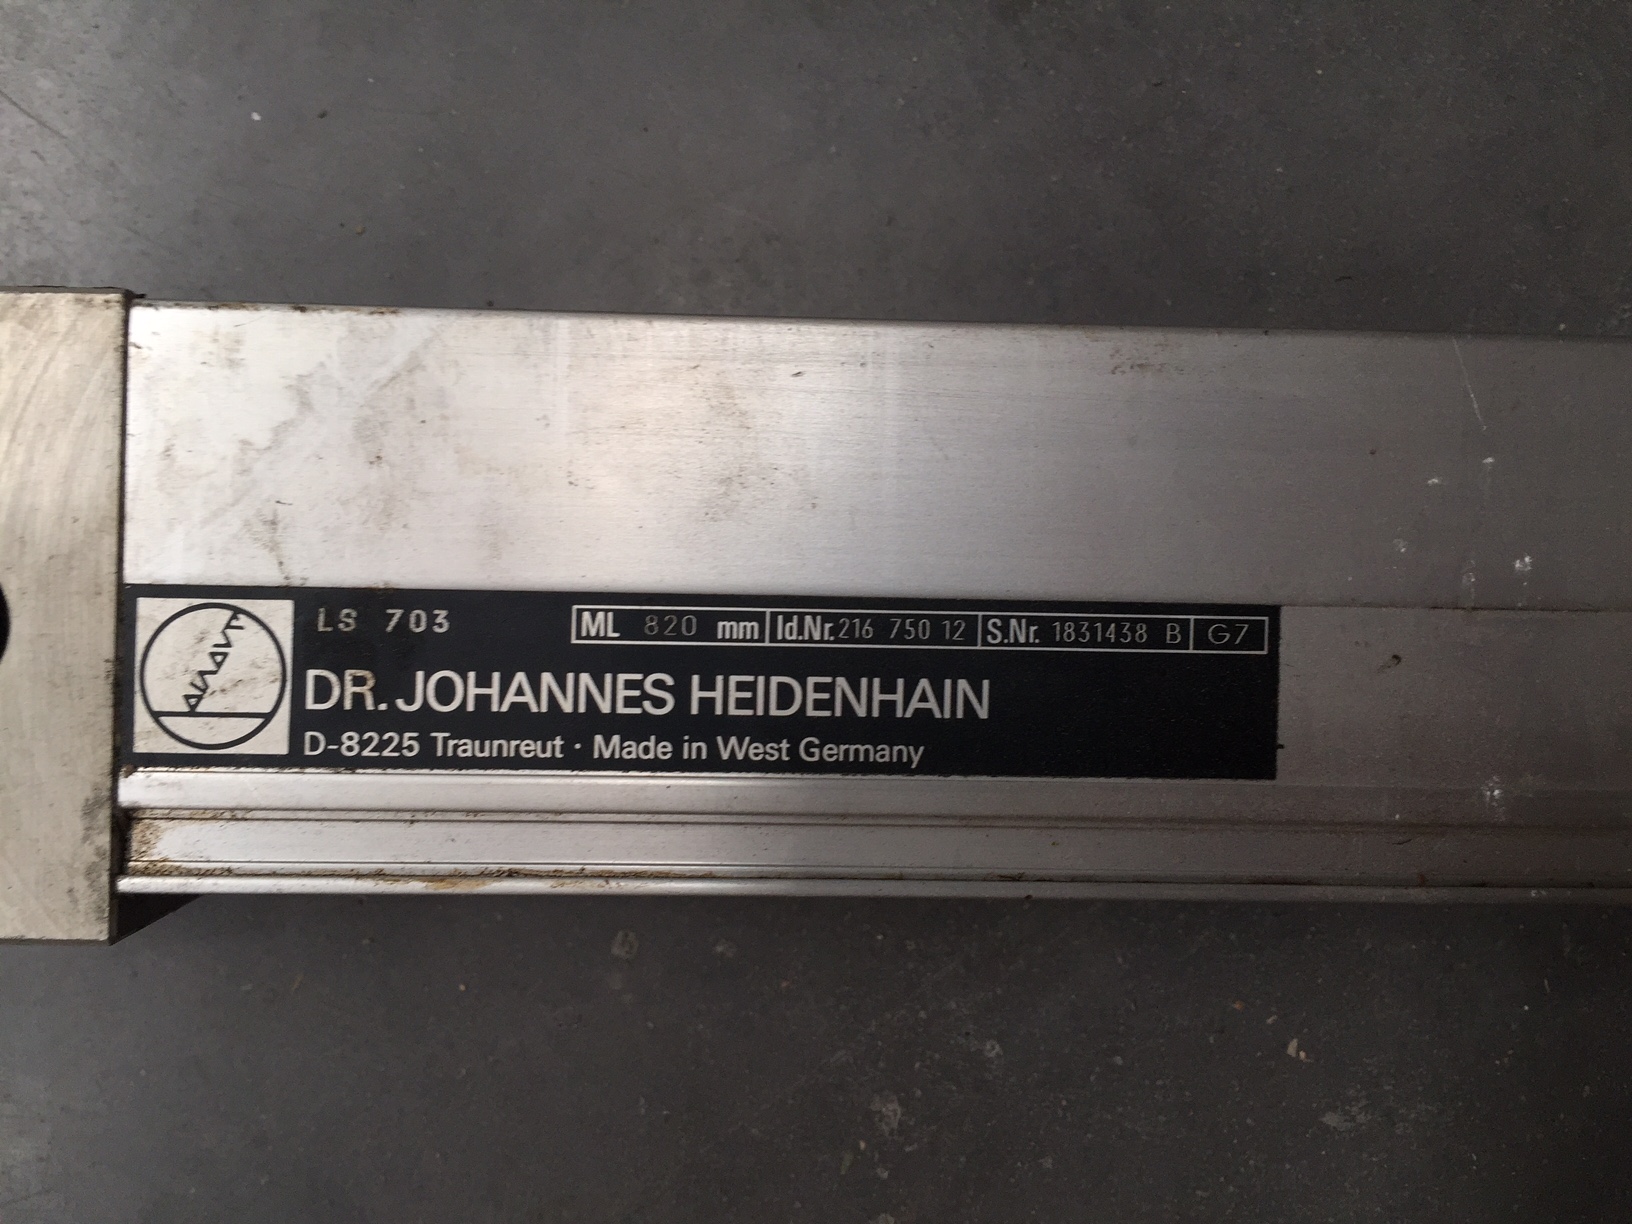 LS 703 ML 820 mm Id.Nr. 216 750 12 S.Nr. 1831438 B G7
DR. JOHANNES HEIDENHAIN
D-8225 Traunreut · Made in West Germany